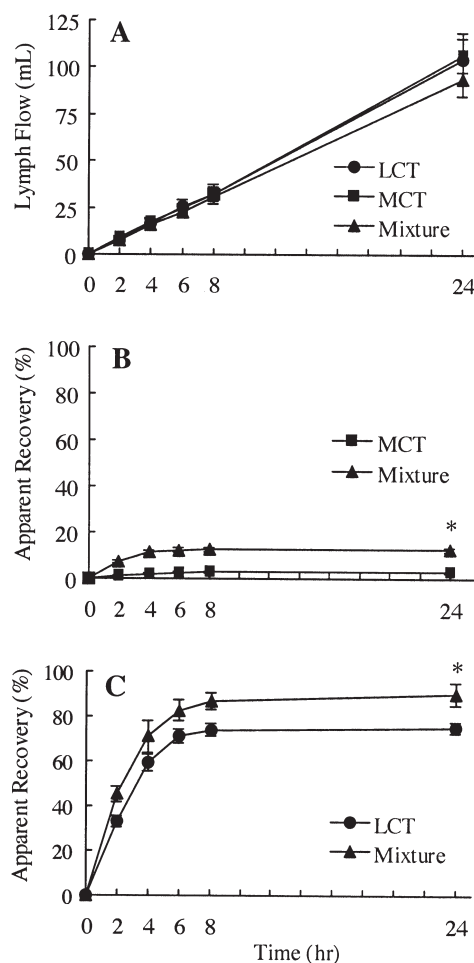 A
Lymph Flow (mL)
125
100
75
50
25
0
LCT
MCT
Mixture
0 2 4 6 8 24
B
Apparent Recovery (%)
100
80
60
40
20
0
MCT
Mixture
*
0 2 4 6 8 24
C
Apparent Recovery (%)
100
80
60
40
20
0
*
LCT
Mixture
0 2 4 6 8 24
Time (hr)